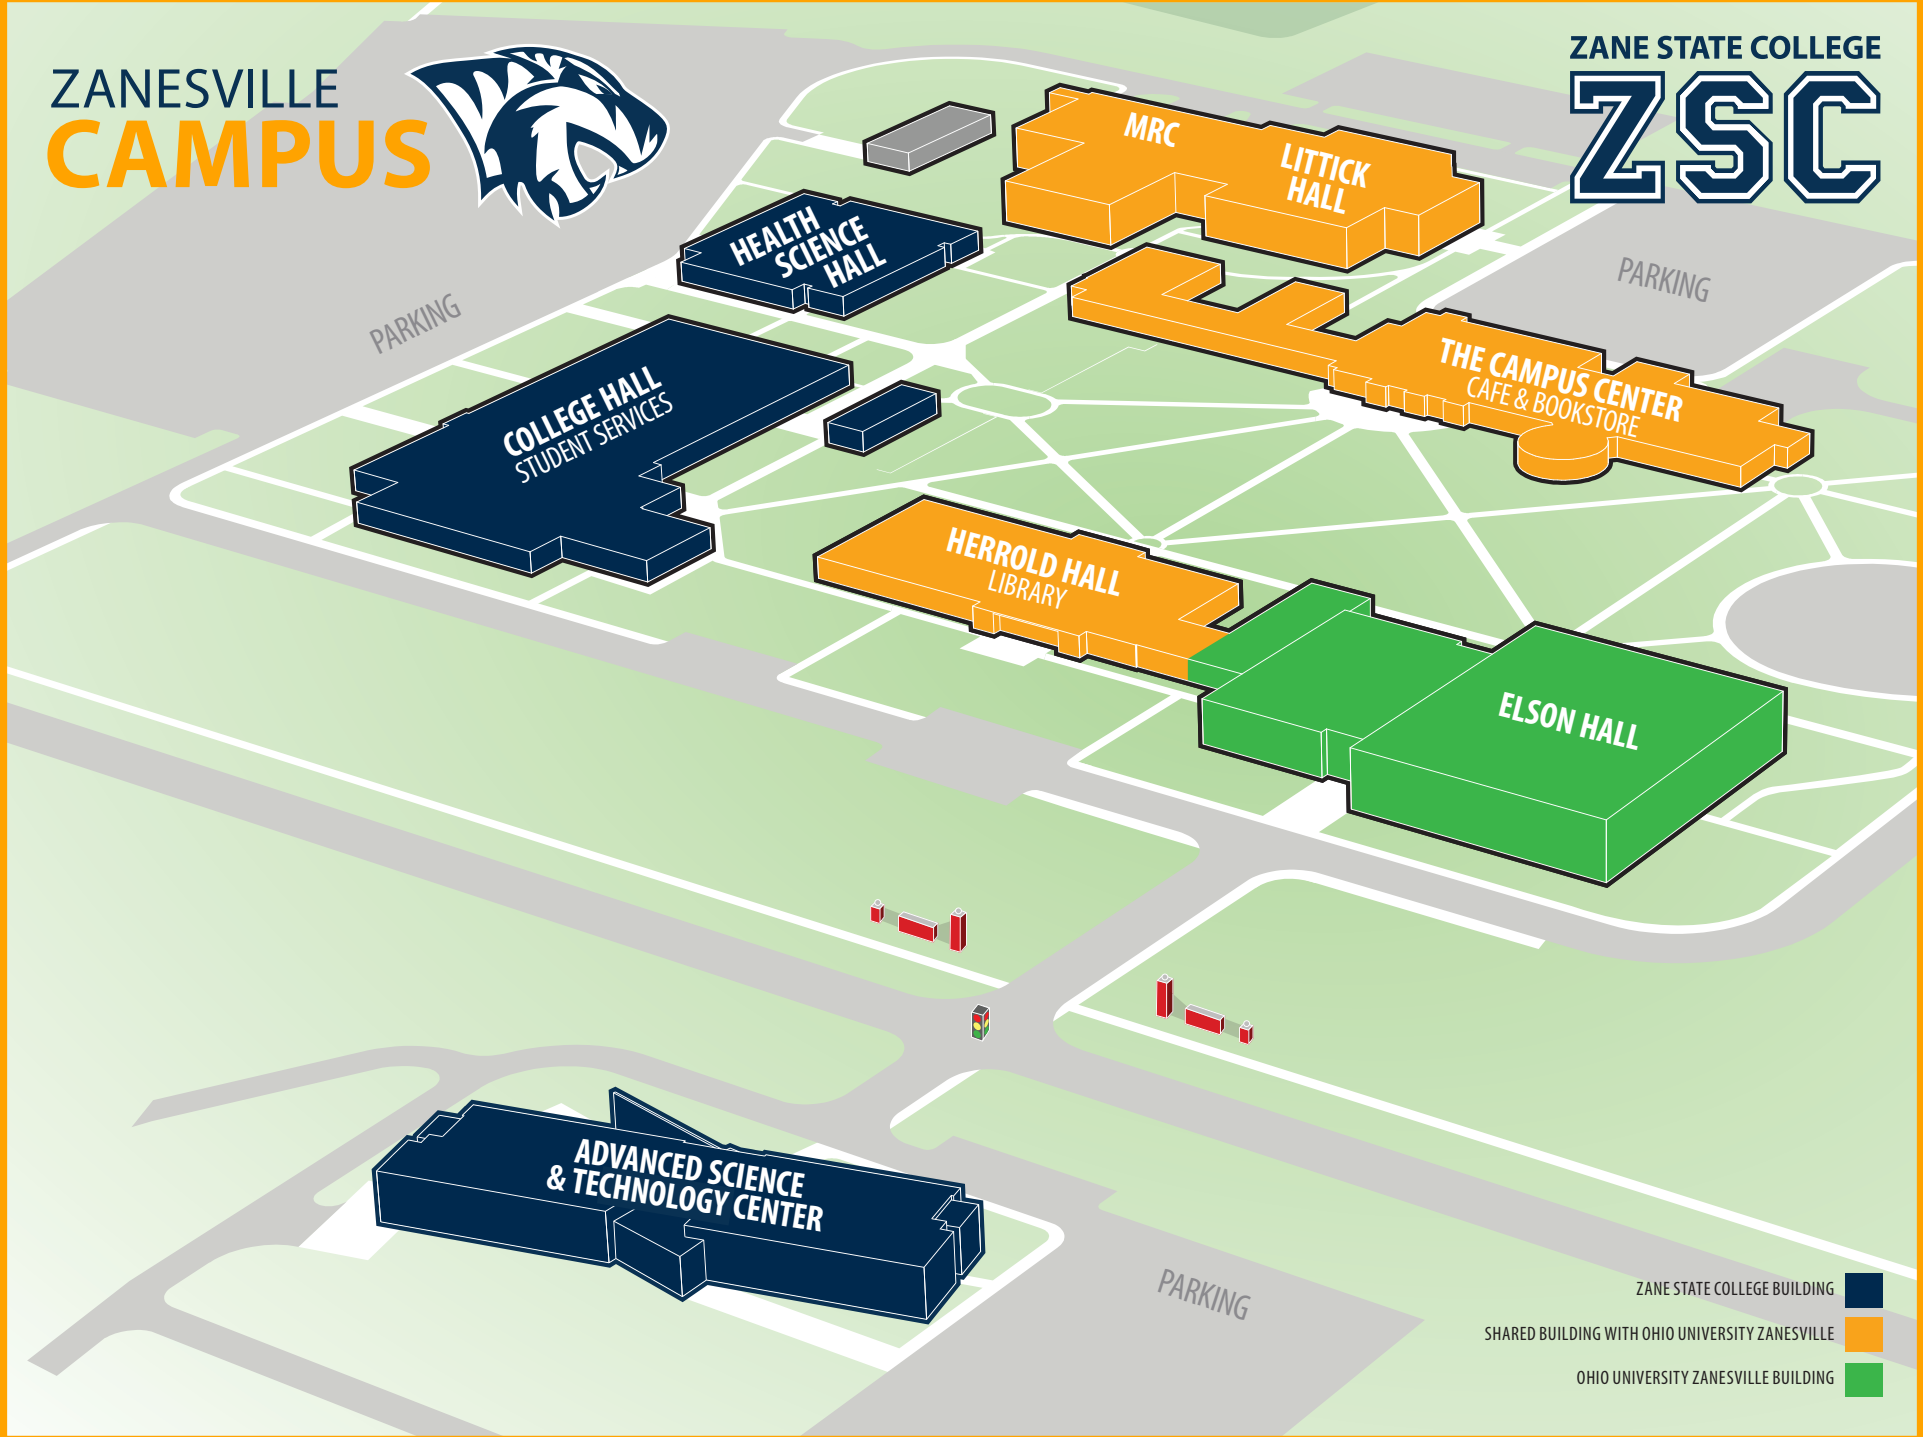 ZANESVILLE
CAMPUS
ZANE STATE COLLEGE
ZSC
MRC
LITTICK
HALL
HEALTH
SCIENCE
HALL
PARKING
PARKING
THE CAMPUS CENTER
CAFE & BOOKSTORE
COLLEGE HALL
STUDENT SERVICES
HERROLD HALL
LIBRARY
ELSON HALL
ADVANCED SCIENCE
& TECHNOLOGY CENTER
PARKING
ZANE STATE COLLEGE BUILDING
SHARED BUILDING WITH OHIO UNIVERSITY ZANESVILLE
OHIO UNIVERSITY ZANESVILLE BUILDING